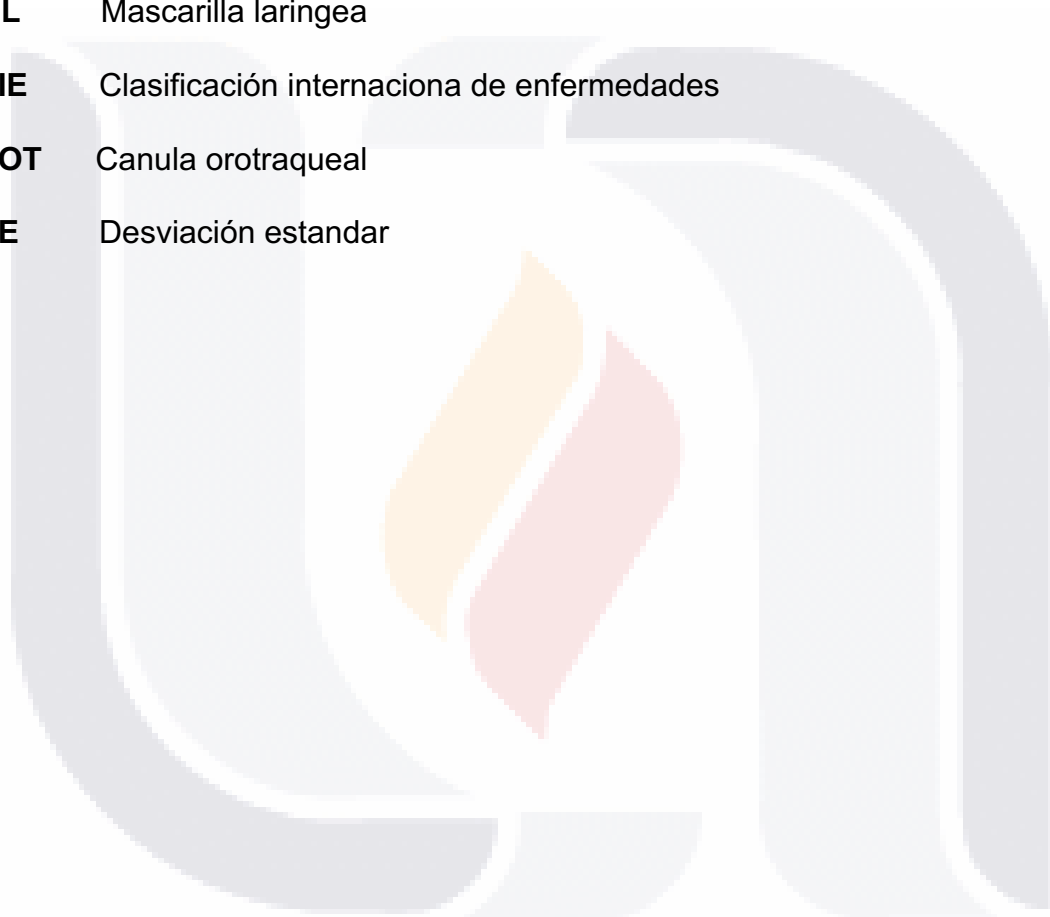 L Mascarilla laringea
IE Clasificación internaciona de enfermedades
OT Canula orotraqueal
E Desviación estandar